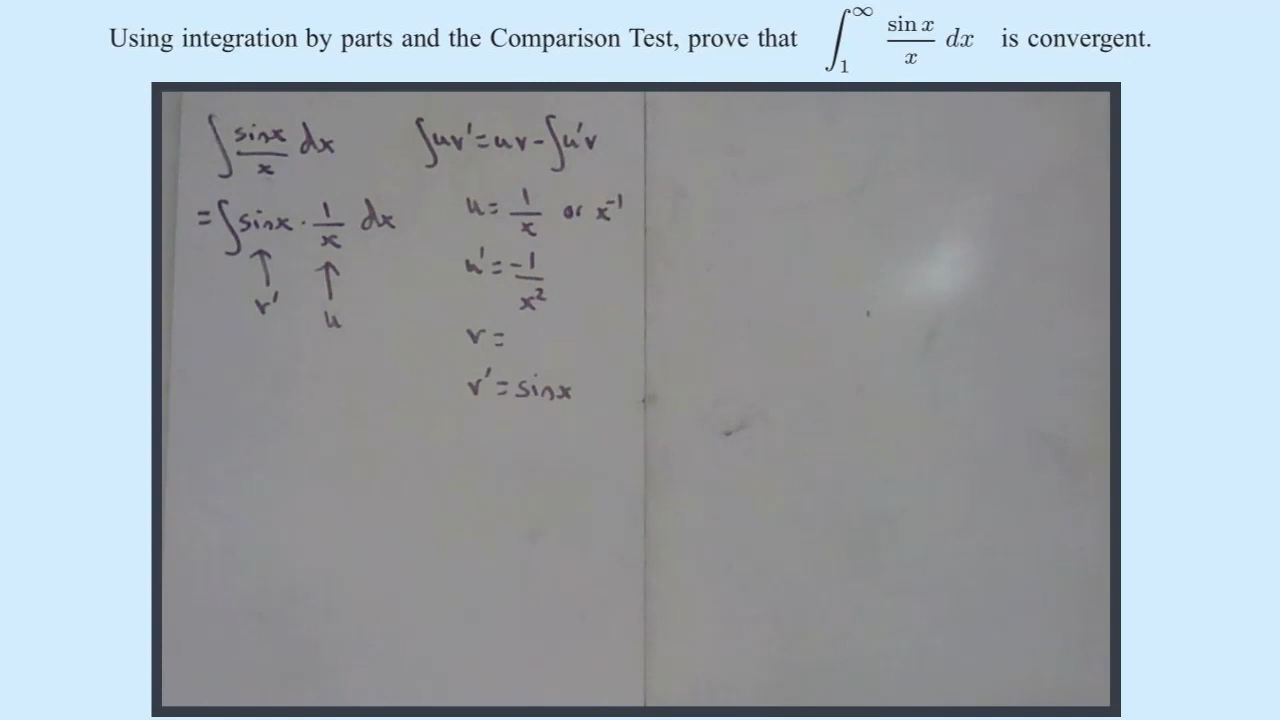 Using integration by parts and the Comparison Test, prove that ∫₁^∞ sin x / x dx is convergent.
∫ sinx/x dx
= ∫ sinx · 1/x dx
↑ ↑
v' u
∫uv' = uv - ∫u'v
u = 1/x or x⁻¹
u' = -1/x²
v =
v' = sinx